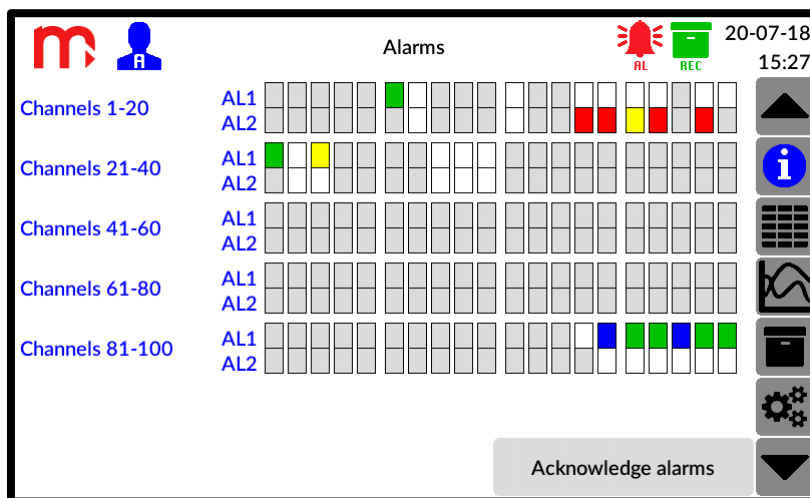 m
A
Alarms
AL
REC
20-07-18
15:27
Channels 1-20
AL1
AL2
Channels 21-40
AL1
AL2
i
Channels 41-60
AL1
AL2
Channels 61-80
AL1
AL2
Channels 81-100
AL1
AL2
Acknowledge alarms